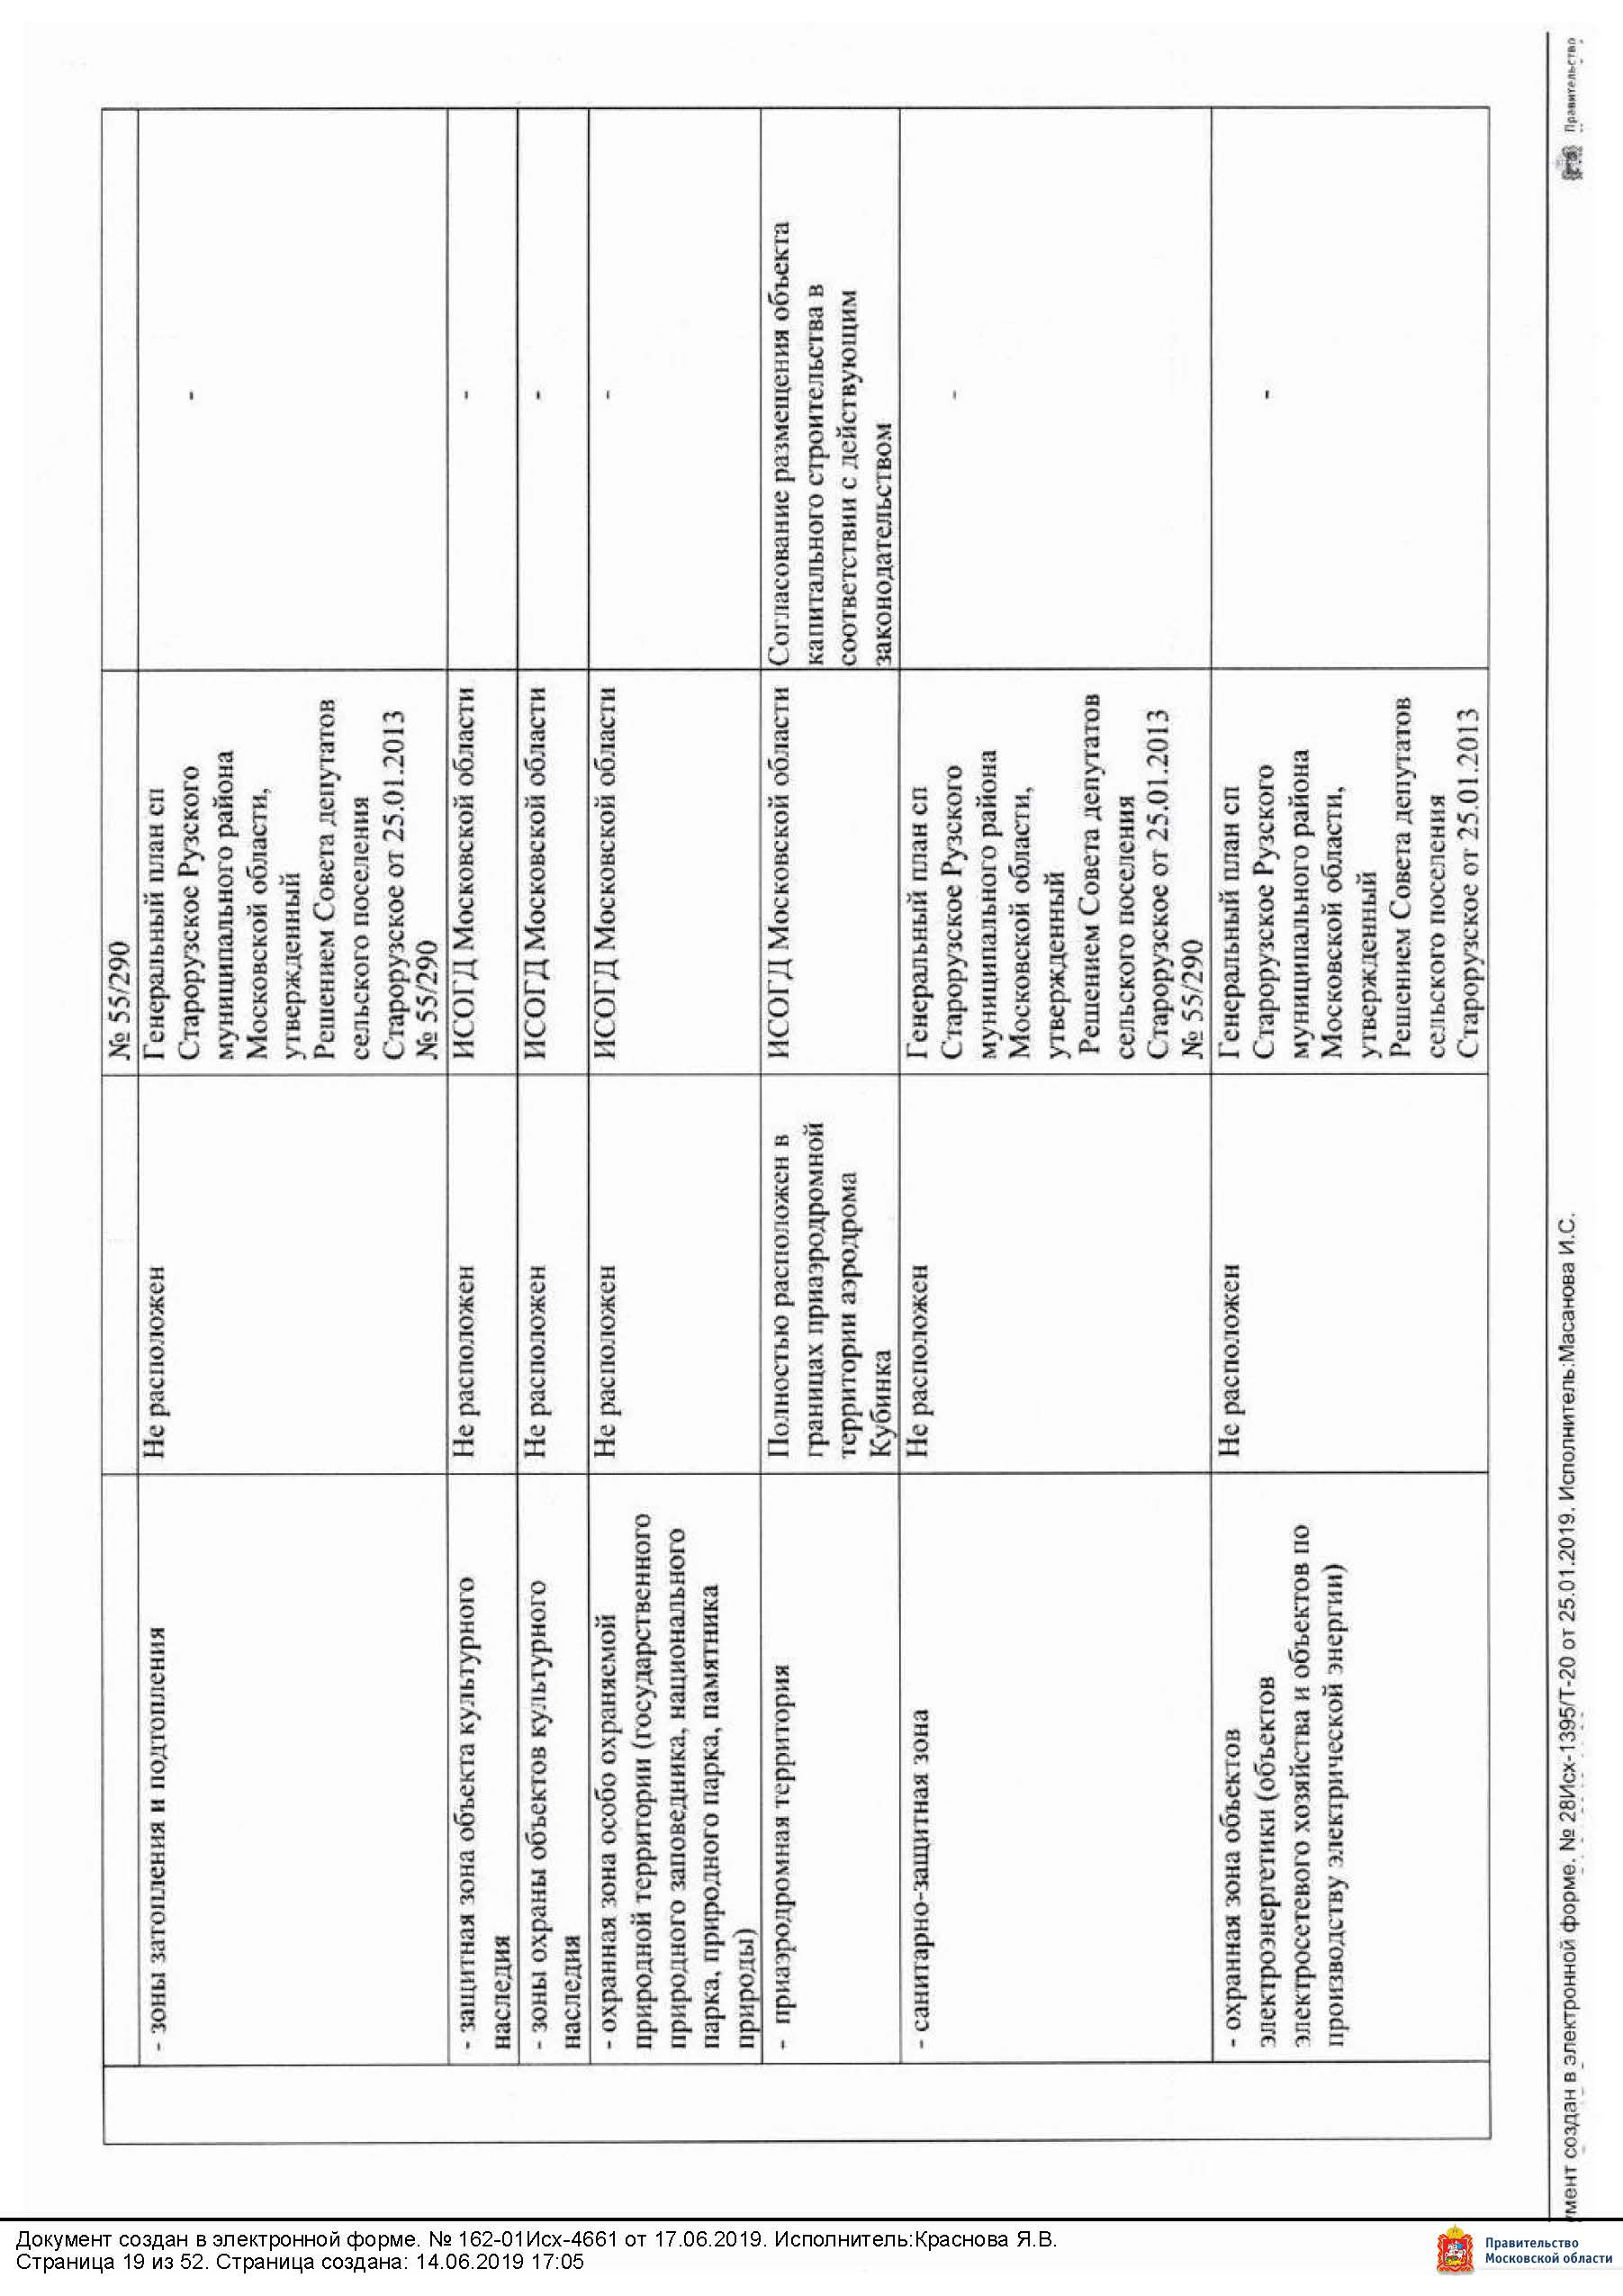 № 55/290
- зоны затопления и подтопления
Не расположен
Генеральный план сп
Старорузское Рузского
муниципального района
Московской области,
утвержденный
Решением Совета депутатов
сельского поселения
Старорузское от 25.01.2013
№ 55/290
-
- защитная зона объекта культурного
наследия
Не расположен
ИСОГД Московской области
-
- зоны охраны объектов культурного
наследия
Не расположен
ИСОГД Московской области
-
- охранная зона особо охраняемой
природной территории (государственного
природного заповедника, национального
парка, природного парка, памятника
природы)
Не расположен
ИСОГД Московской области
-
- приаэродромная территория
Полностью расположен в
границах приаэродромной
территории аэродрома
Кубинка
ИСОГД Московской области
Согласование размещения объекта
капитального строительства в
соответствии с действующим
законодательством
- санитарно-защитная зона
Не расположен
Генеральный план сп
Старорузское Рузского
муниципального района
Московской области,
утвержденный
Решением Совета депутатов
сельского поселения
Старорузское от 25.01.2013
№ 55/290
-
- охранная зона объектов
электроэнергетики (объектов
электросетевого хозяйства и объектов по
производству электрической энергии)
Не расположен
Генеральный план сп
Старорузское Рузского
муниципального района
Московской области,
утвержденный
Решением Совета депутатов
сельского поселения
Старорузское от 25.01.2013
-
мент создан в электронной форме. № 28Исх-1395/Т-20 от 25.01.2019. Исполнитель:Масанова И.С.
Правительство
Документ создан в электронной форме. № 162-01Исх-4661 от 17.06.2019. Исполнитель:Краснова Я.В.
Страница 19 из 52. Страница создана: 14.06.2019 17:05
Правительство
Московской области